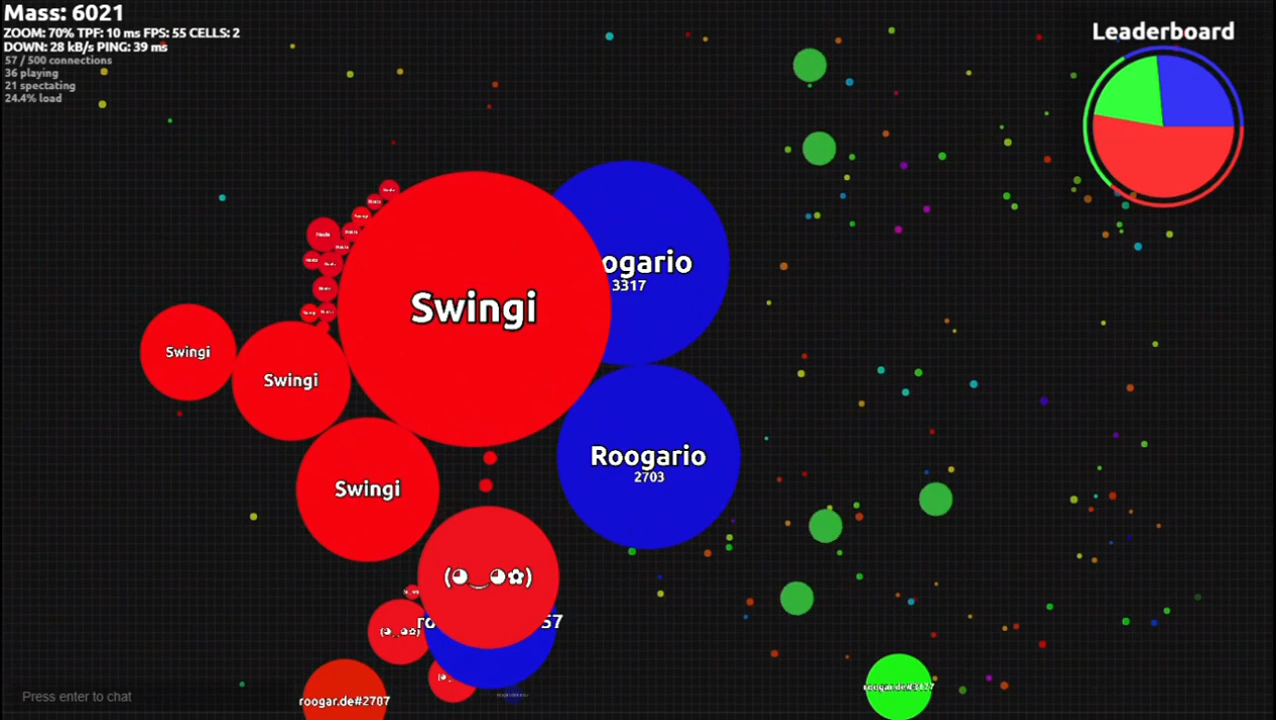 Mass: 6021
ZOOM: 70% TPF: 10 ms FPS: 55 CELLS: 2
DOWN: 28 kB/s PING: 39 ms
57 / 500 connections
36 playing
21 spectating
24.4% load
Leaderboard
ogario
3317
Swingi
Swingi
Swingi
Roogario
2703
Swingi
(◕‿◕✿)
ro 57
(◕‿◕✿)
roogar.de#2707
Press enter to chat